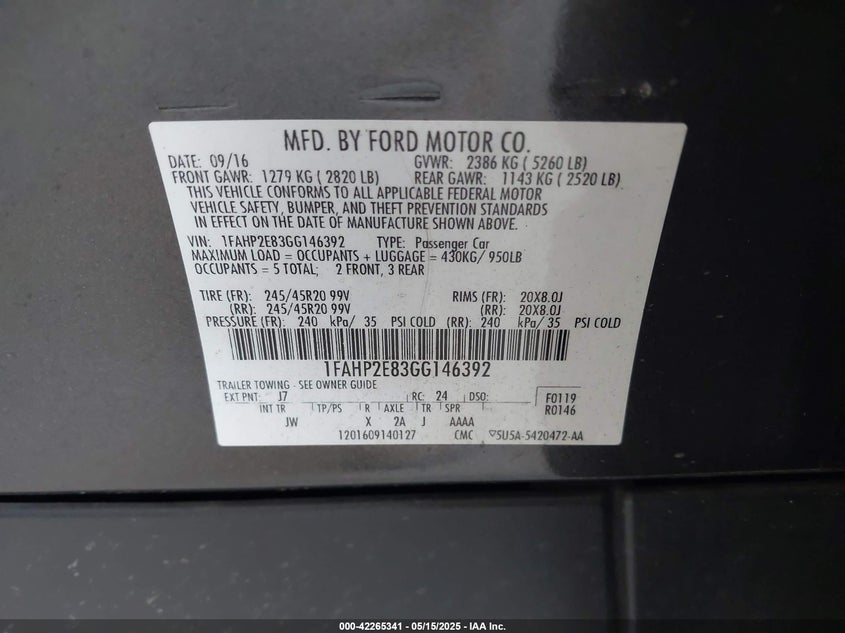 MFD. BY FORD MOTOR CO.
DATE: 09/16 GVWR: 2386 KG ( 5260 LB)
FRONT GAWR: 1279 KG ( 2820 LB) REAR GAWR: 1143 KG ( 2520 LB)
THIS VEHICLE CONFORMS TO ALL APPLICABLE FEDERAL MOTOR
VEHICLE SAFETY, BUMPER, AND THEFT PREVENTION STANDARDS
IN EFFECT ON THE DATE OF MANUFACTURE SHOWN ABOVE.
VIN: 1FAHP2E83GG146392 TYPE: Passenger Car
MAXIMUM LOAD = OCCUPANTS + LUGGAGE = 430KG/ 950LB
OCCUPANTS = 5 TOTAL; 2 FRONT, 3 REAR
TIRE (FR): 245/45R20 99V RIMS (FR): 20X8.0J
(RR): 245/45R20 99V (RR): 20X8.0J
PRESSURE (FR): 240 kPa/ 35 PSI COLD (RR): 240 kPa/ 35 PSI COLD
1FAHP2E83GG146392
TRAILER TOWING - SEE OWNER GUIDE
EXT PNT: J7 RC: 24 DSO: F0119
INT TR TP/PS R AXLE TR SPR R0146
JW X 2A J AAAA
1201609140127 CMC 5U5A-5420472-AA
000-42265341 - 05/15/2025 - IAA Inc.